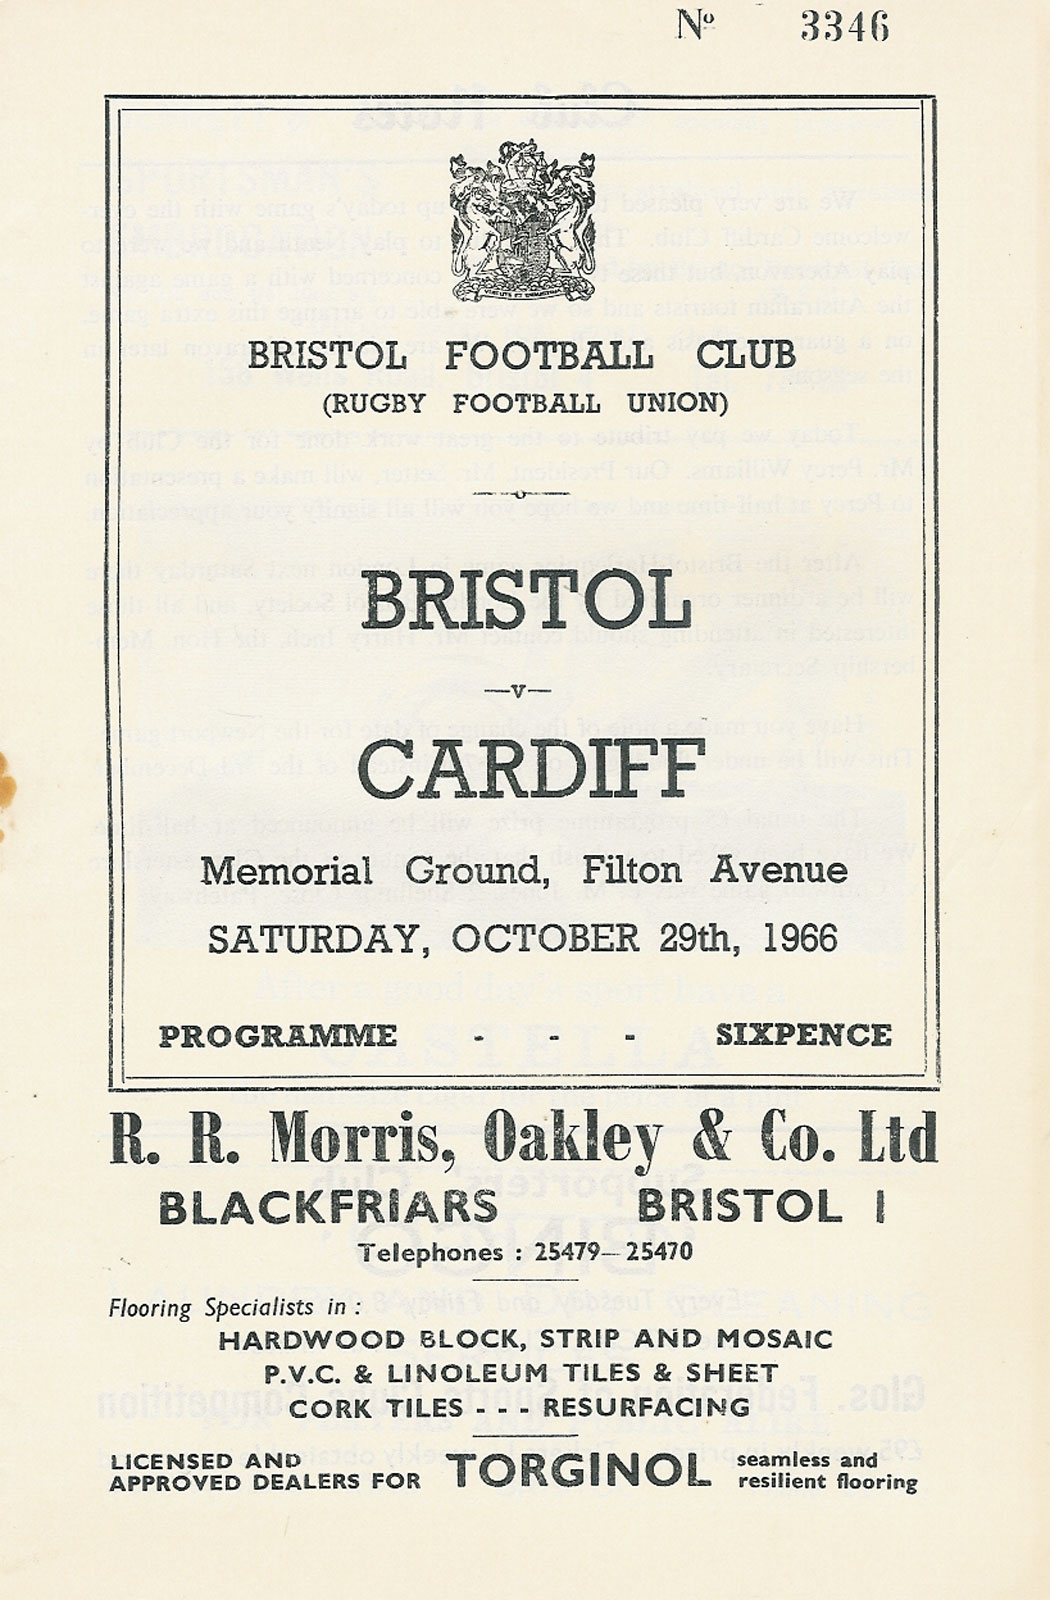 Nº 3346
BRISTOL FOOTBALL CLUB
(RUGBY FOOTBALL UNION)
BRISTOL
—v—
CARDIFF
Memorial Ground, Filton Avenue
SATURDAY, OCTOBER 29th, 1966
PROGRAMME - - - SIXPENCE
R. R. Morris, Oakley & Co. Ltd
BLACKFRIARS BRISTOL 1
Telephones : 25479—25470
Flooring Specialists in :
HARDWOOD BLOCK, STRIP AND MOSAIC
P.V.C. & LINOLEUM TILES & SHEET
CORK TILES - - - RESURFACING
LICENSED AND
APPROVED DEALERS FOR
TORGINOL
seamless and
resilient flooring